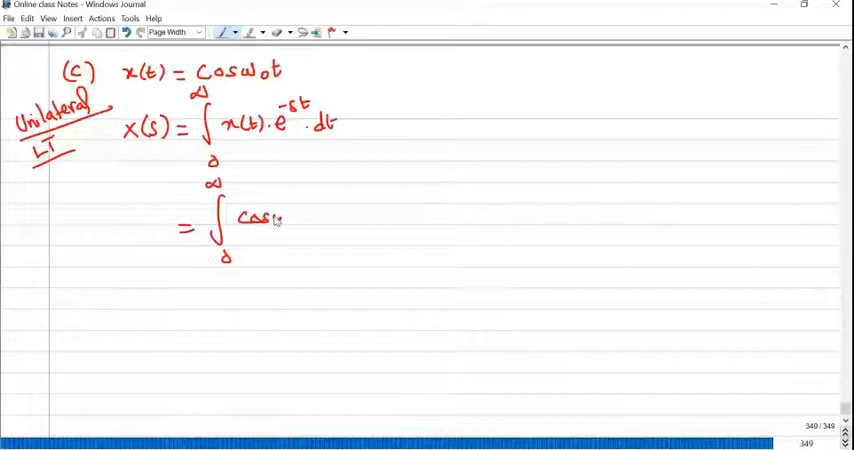 Online class Notes - Windows Journal
File Edit View Insert Actions Tools Help
Page Width
(c) x(t) = cosω₀t
Unilateral LT
X(s) = ∫₀^∞ x(t)·e^{-st}·dt
= ∫₀^∞ cos
349 / 349
349